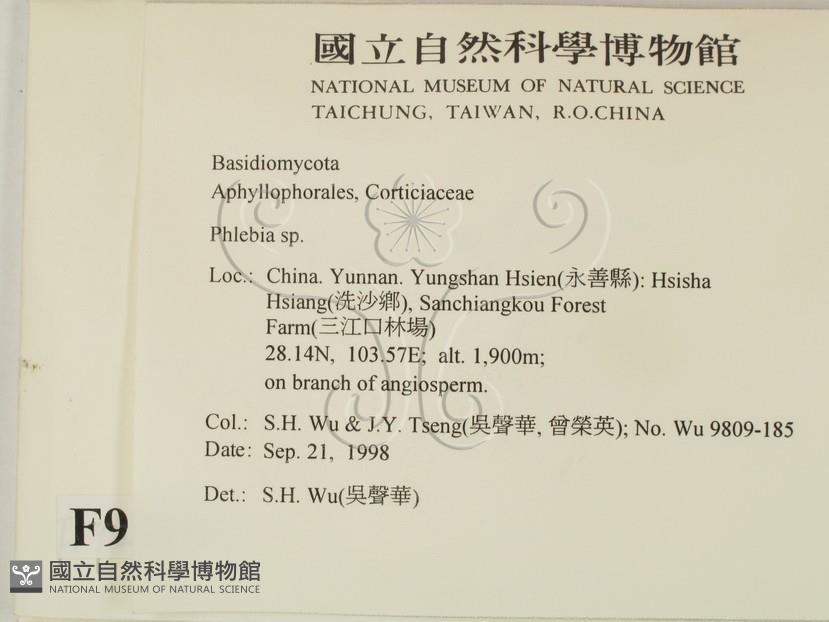 國立自然科學博物館
NATIONAL MUSEUM OF NATURAL SCIENCE
TAICHUNG, TAIWAN, R.O.CHINA
Basidiomycota
Aphyllophorales, Corticiaceae
Phlebia sp.
Loc.: China. Yunnan. Yungshan Hsien(永善縣): Hsisha
Hsiang(洗沙鄉), Sanchiangkou Forest
Farm(三江口林場)
28.14N, 103.57E; alt. 1,900m;
on branch of angiosperm.
Col.: S.H. Wu & J.Y. Tseng(吳聲華, 曾榮英); No. Wu 9809-185
Date: Sep. 21, 1998
Det.: S.H. Wu(吳聲華)
F9
國立自然科學博物館
NATIONAL MUSEUM OF NATURAL SCIENCE